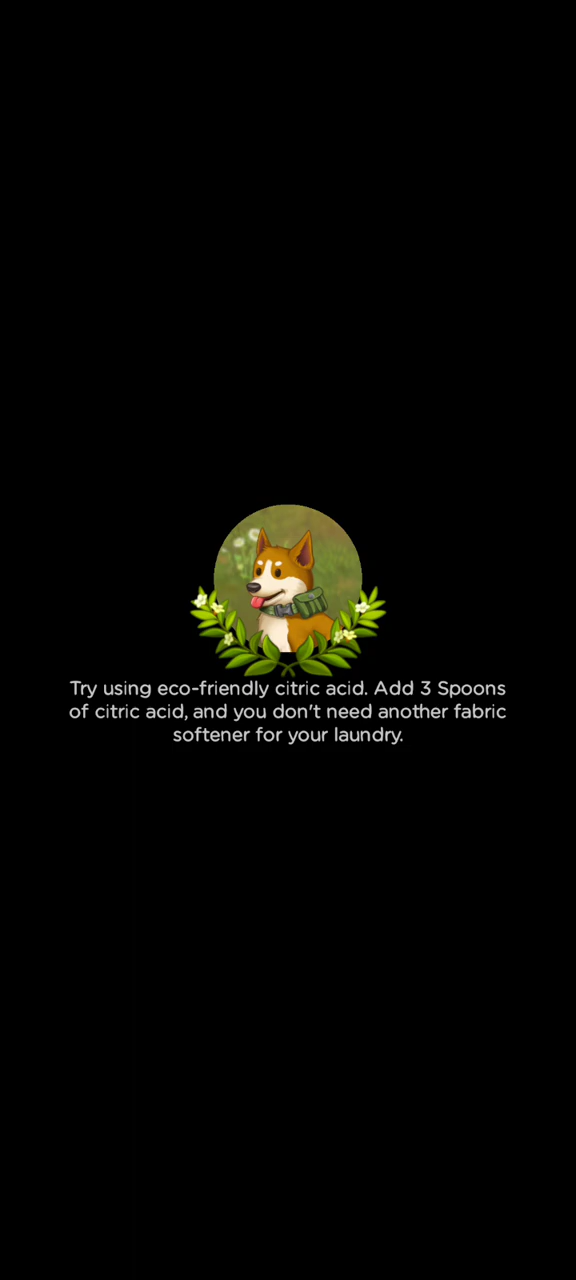 Try using eco-friendly citric acid. Add 3 Spoons
of citric acid, and you don't need another fabric
softener for your laundry.